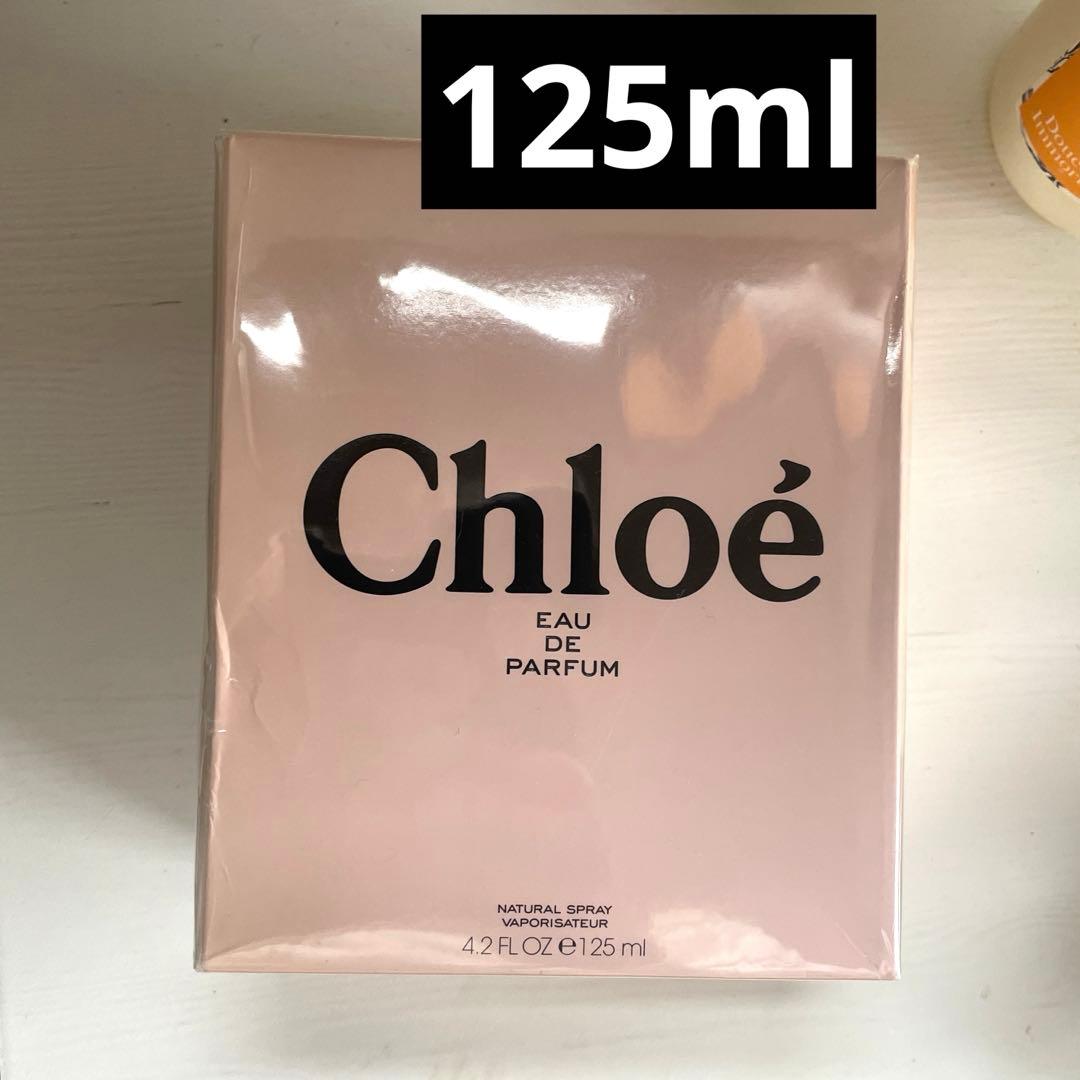 125ml
Chloé
EAU
DE
PARFUM
NATURAL SPRAY
VAPORISATEUR
4.2 FL OZ e 125 ml